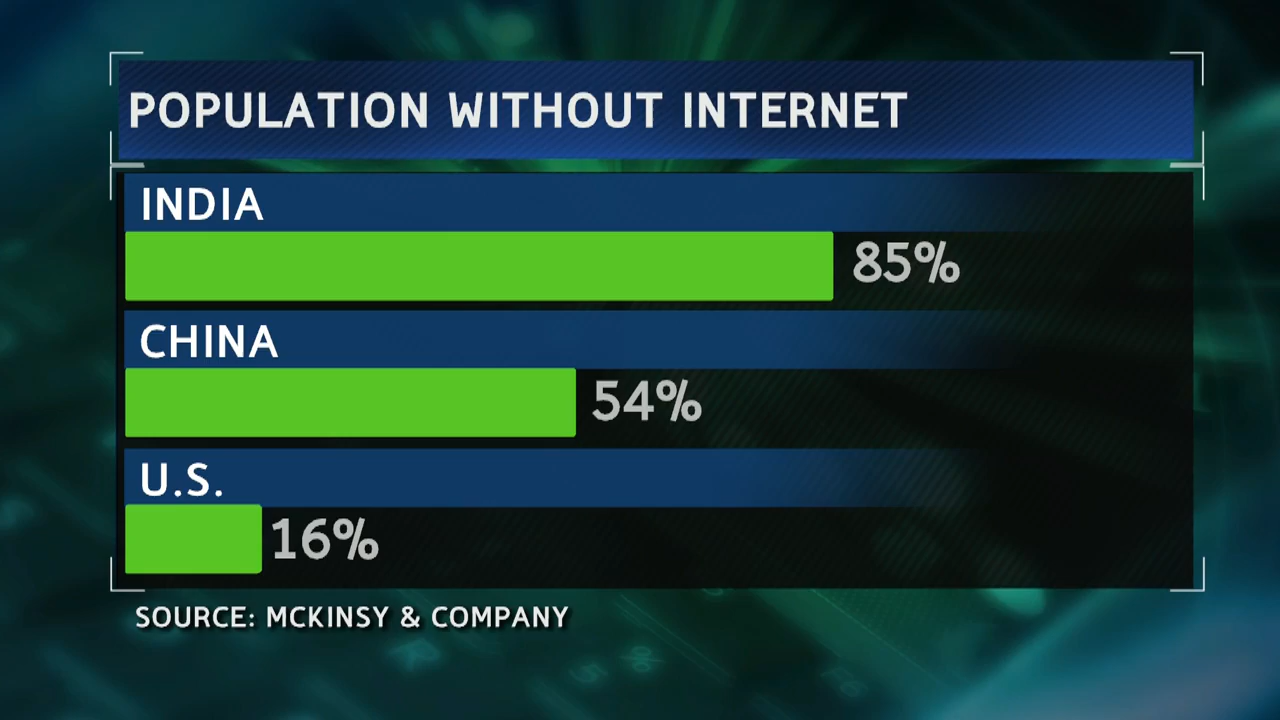 POPULATION WITHOUT INTERNET
INDIA
85%
CHINA
54%
U.S.
16%
SOURCE: MCKINSY & COMPANY